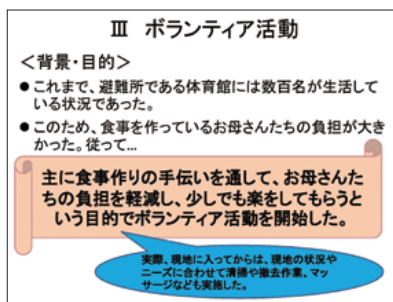 Ⅲ ボランティア活動
＜背景・目的＞
● これまで、避難所である体育館には数百名が生活して
いる状況であった。
● このため、食事を作っているお母さんたちの負担が大き
かった。従って…
主に食事作りの手伝いを通して、お母さんた
ちの負担を軽減し、少しでも楽をしてもらうと
いう目的でボランティア活動を開始した。
実際、現地に入ってからは、現地の状況や
ニーズに合わせて清掃や撤去作業、マッ
サージなども実施した。